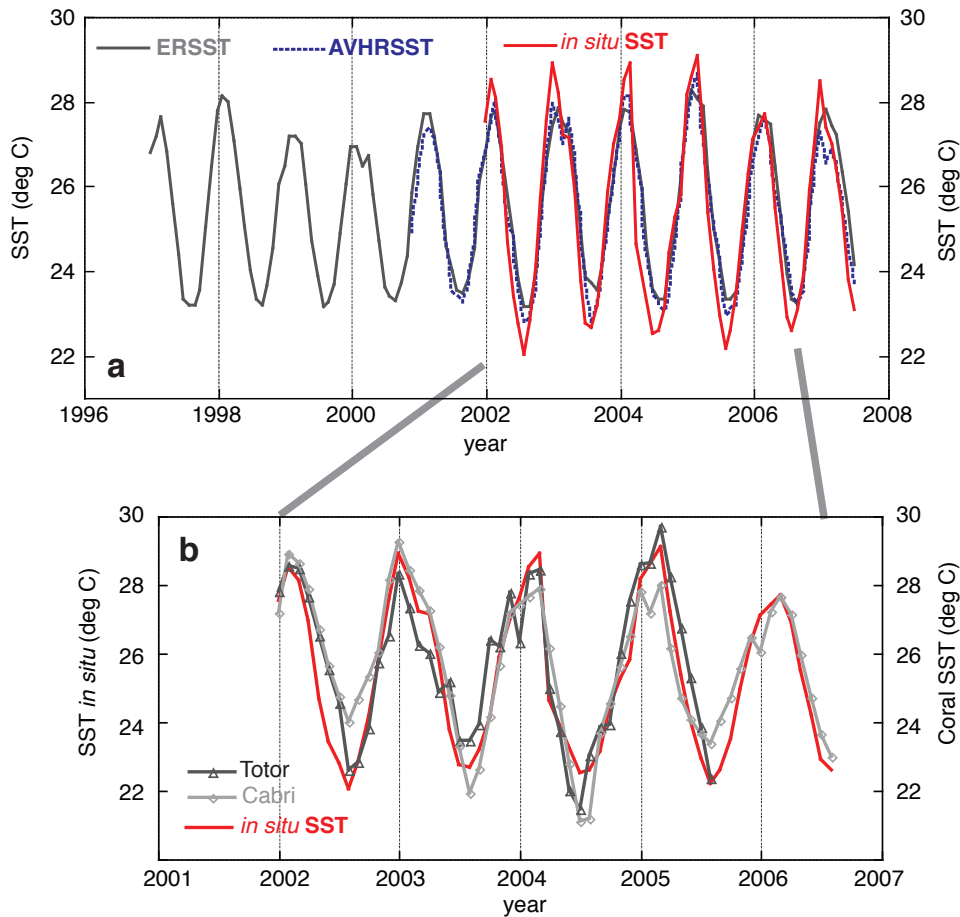 30 30
ERSST AVHRSST in situ SST
28 28
26 26
SST (deg C) SST (deg C)
24 24
22 22
a
1996 1998 2000 2002 2004 2006 2008
year
30 30
b
28 28
26 26
SST in situ (deg C) Coral SST (deg C)
24 24
Totor
Cabri
22 22
in situ SST
2001 2002 2003 2004 2005 2006 2007
year